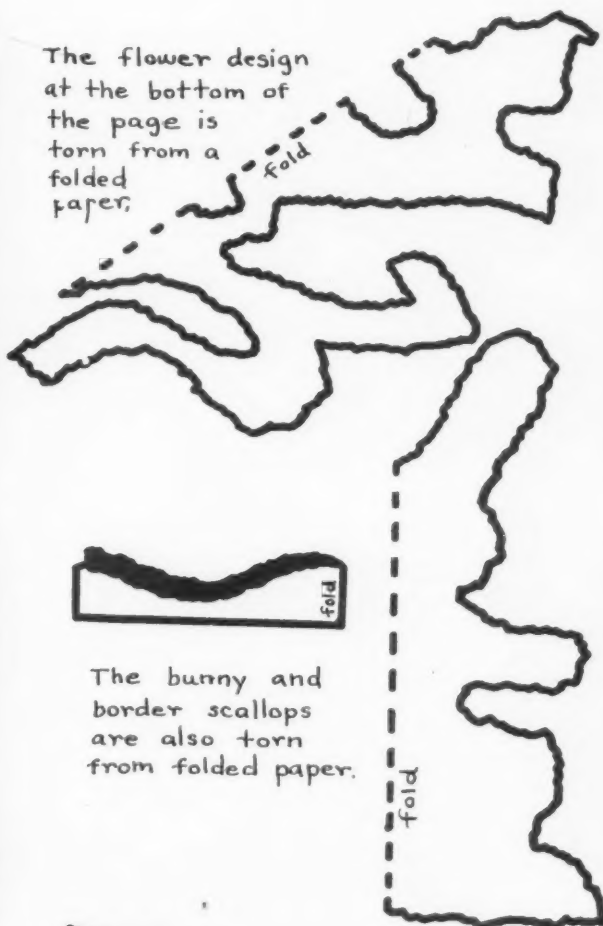 The flower design
at the bottom of
the page is
torn from a
folded
paper.
fold
fold
The bunny and
border scallops
are also torn
from folded paper.
fold